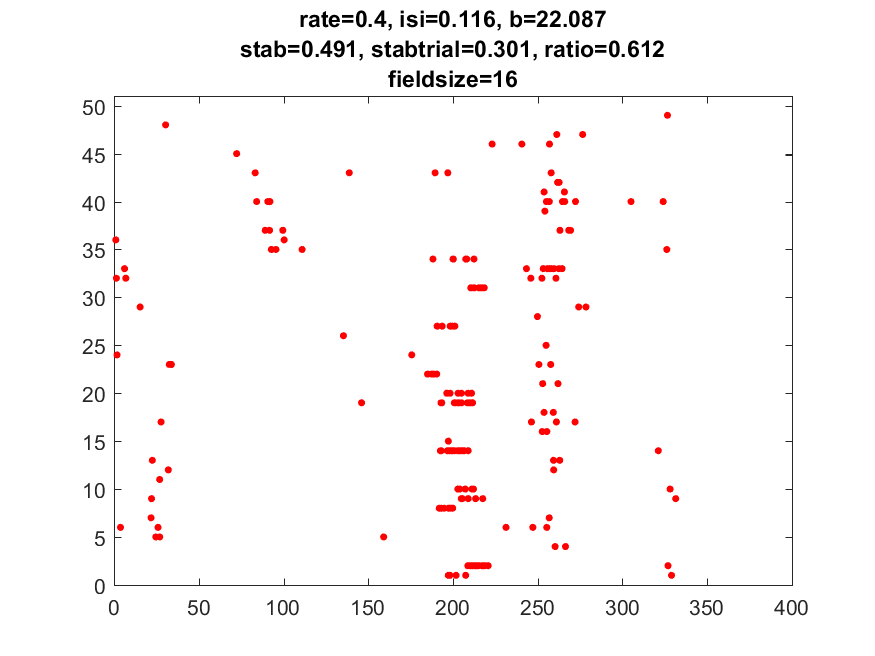 rate=0.4, isi=0.116, b=22.087
stab=0.491, stabtrial=0.301, ratio=0.612
fieldsize=16
50
45
40
35
30
25
20
15
10
5
0
0 50 100 150 200 250 300 350 400